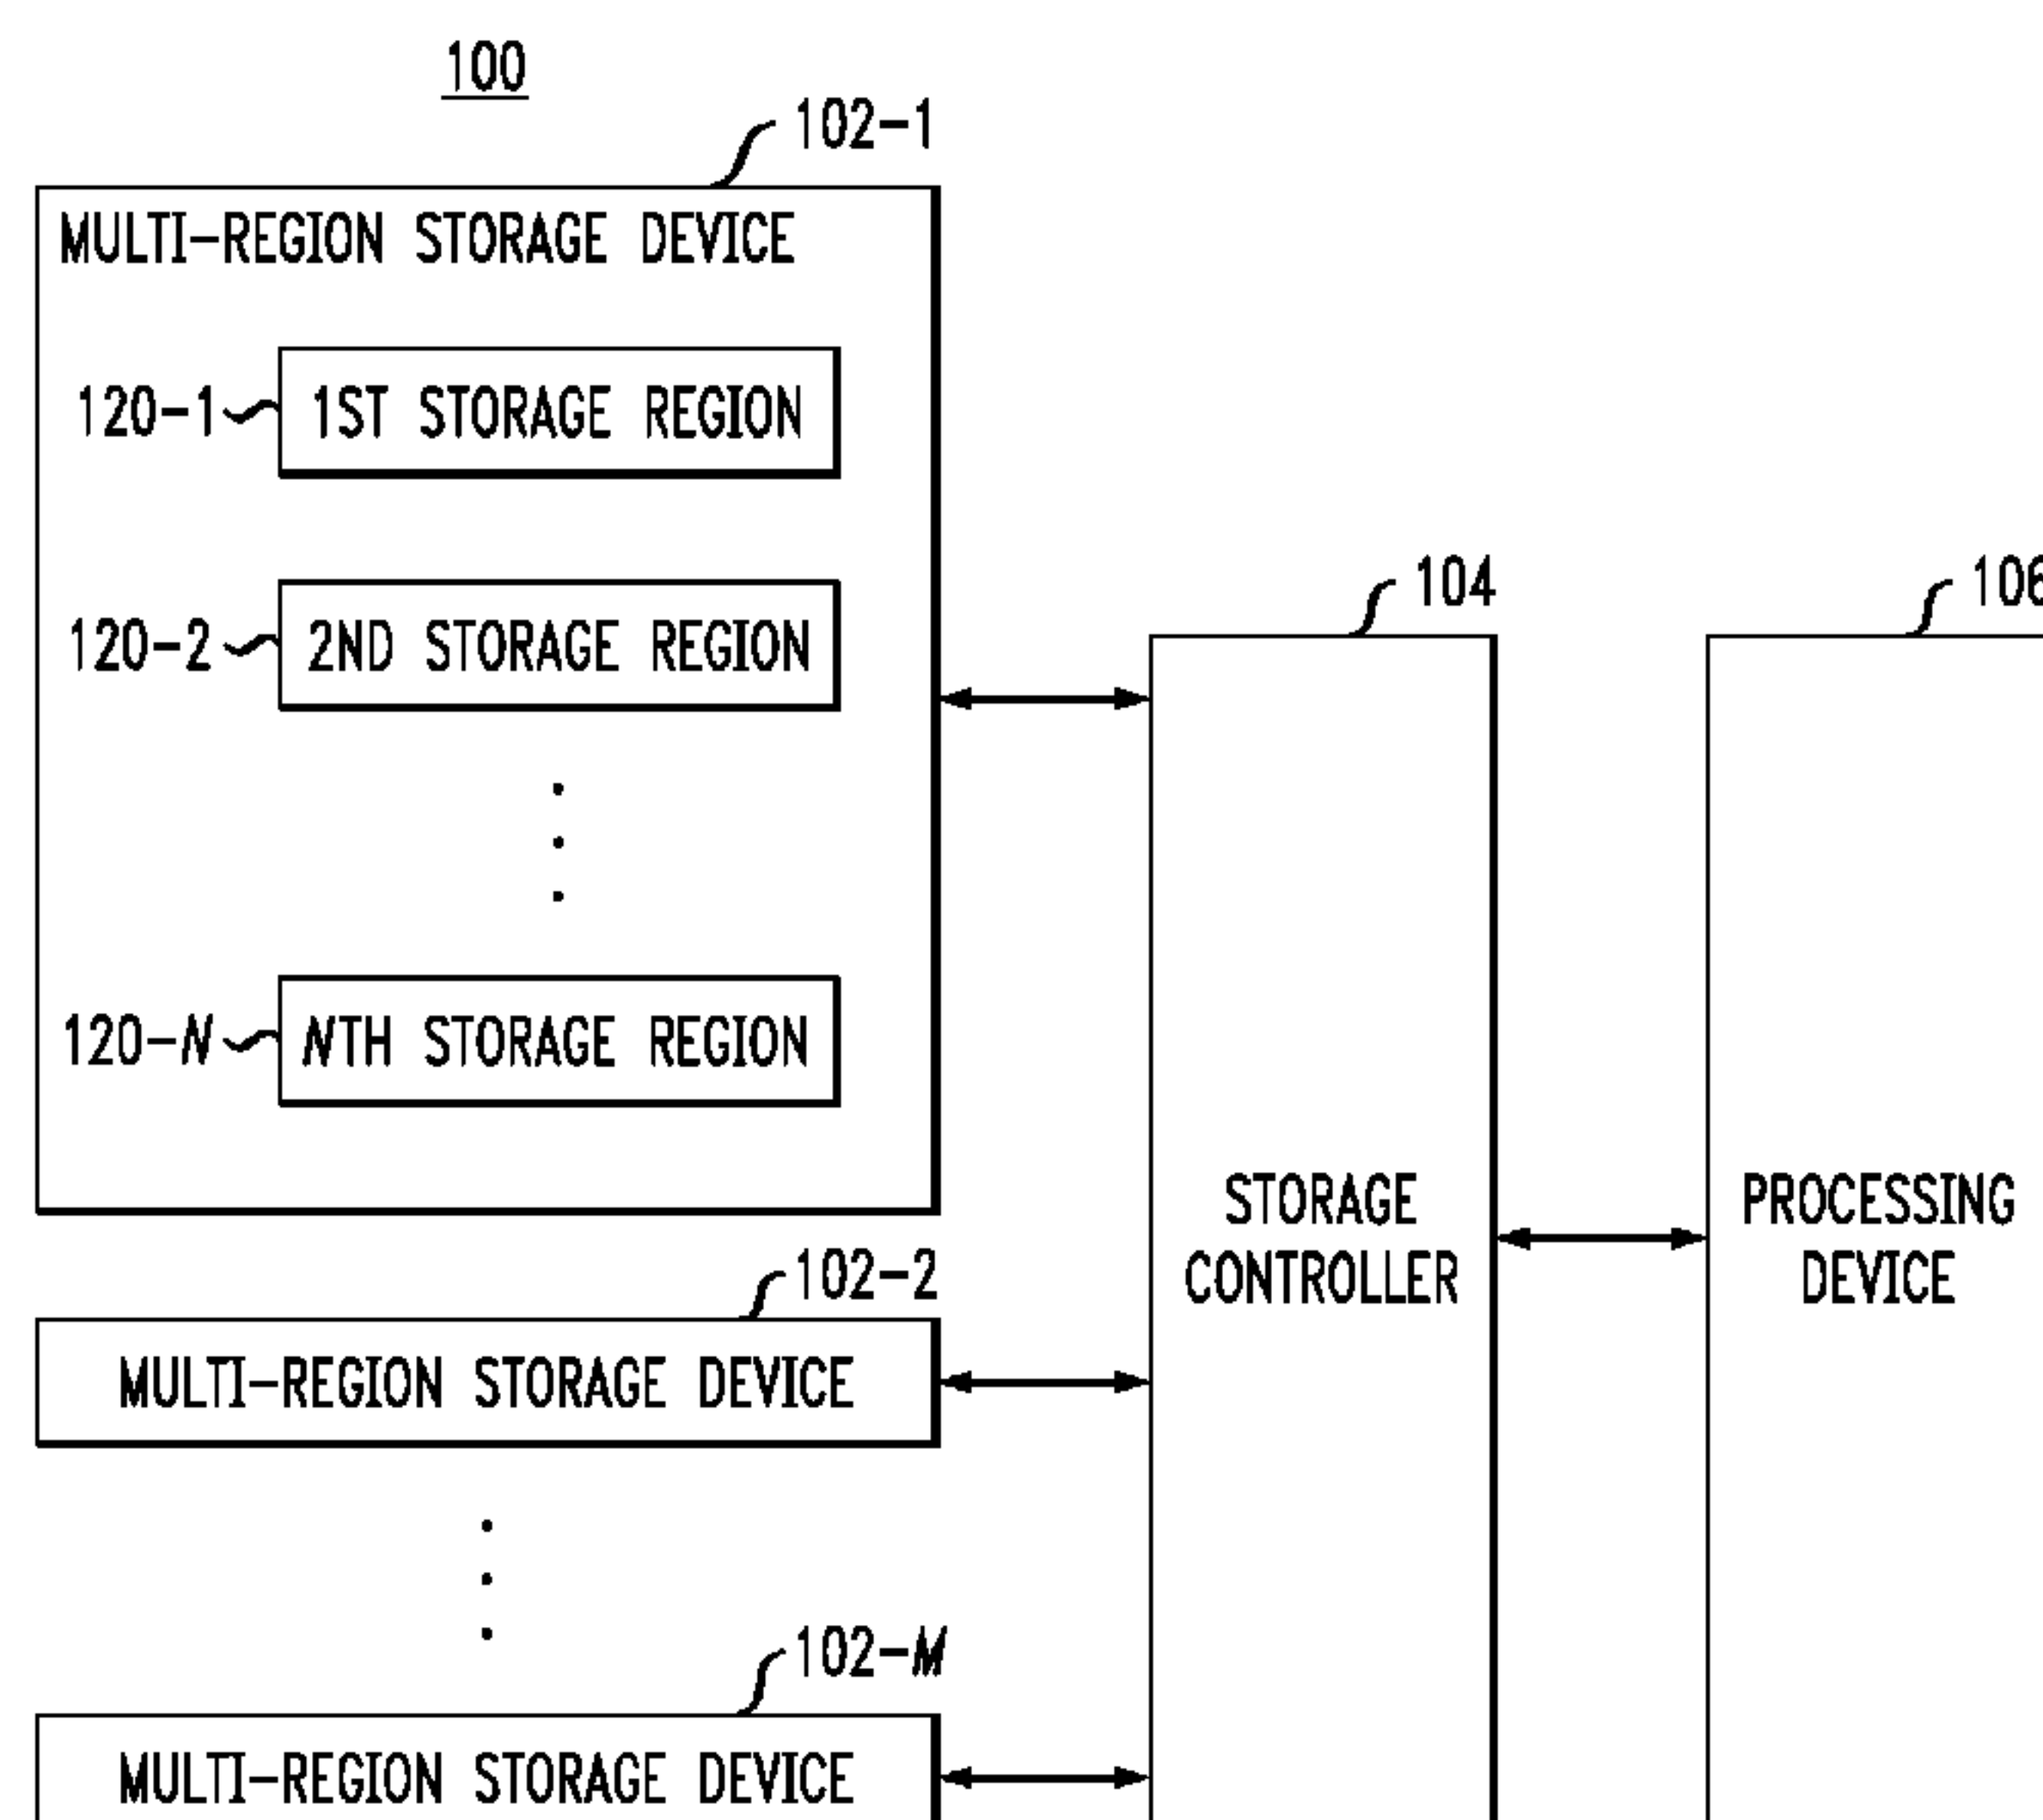 100
102-1
MULTI-REGION STORAGE DEVICE
120-1
1ST STORAGE REGION
120-2
2ND STORAGE REGION
120-N
NTH STORAGE REGION
104
106
STORAGE
CONTROLLER
PROCESSING
DEVICE
102-2
MULTI-REGION STORAGE DEVICE
102-M
MULTI-REGION STORAGE DEVICE